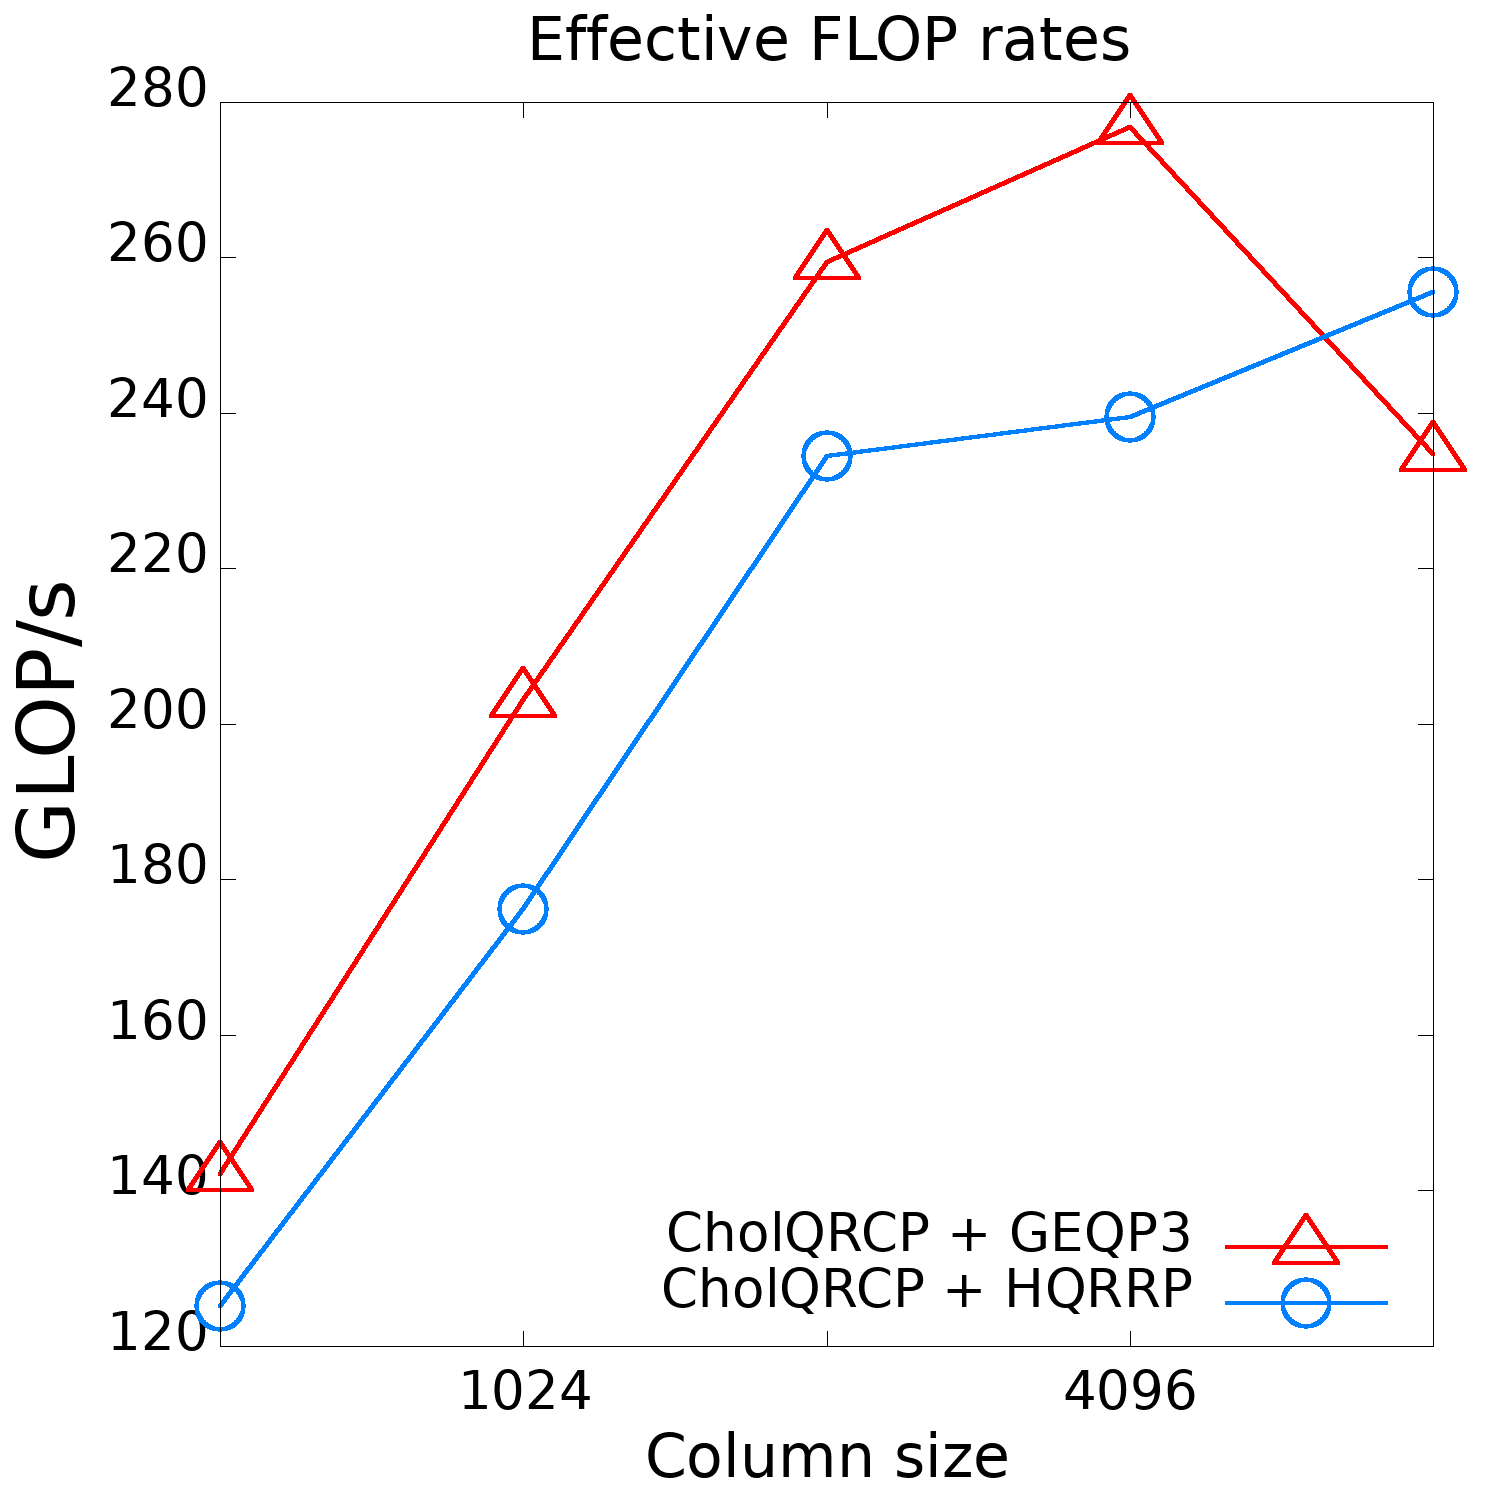 Effective FLOP rates
280
260
240
220
200
180
160
140
120
GLOP/s
CholQRCP + GEQP3
CholQRCP + HQRRP
1024
4096
Column size